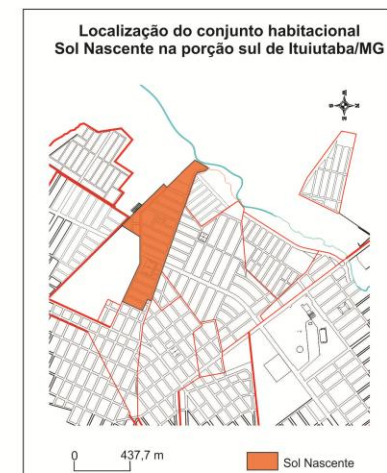 Localização do conjunto habitacional
Sol Nascente na porção sul de Ituiutaba/MG
0 437,7 m
Sol Nascente